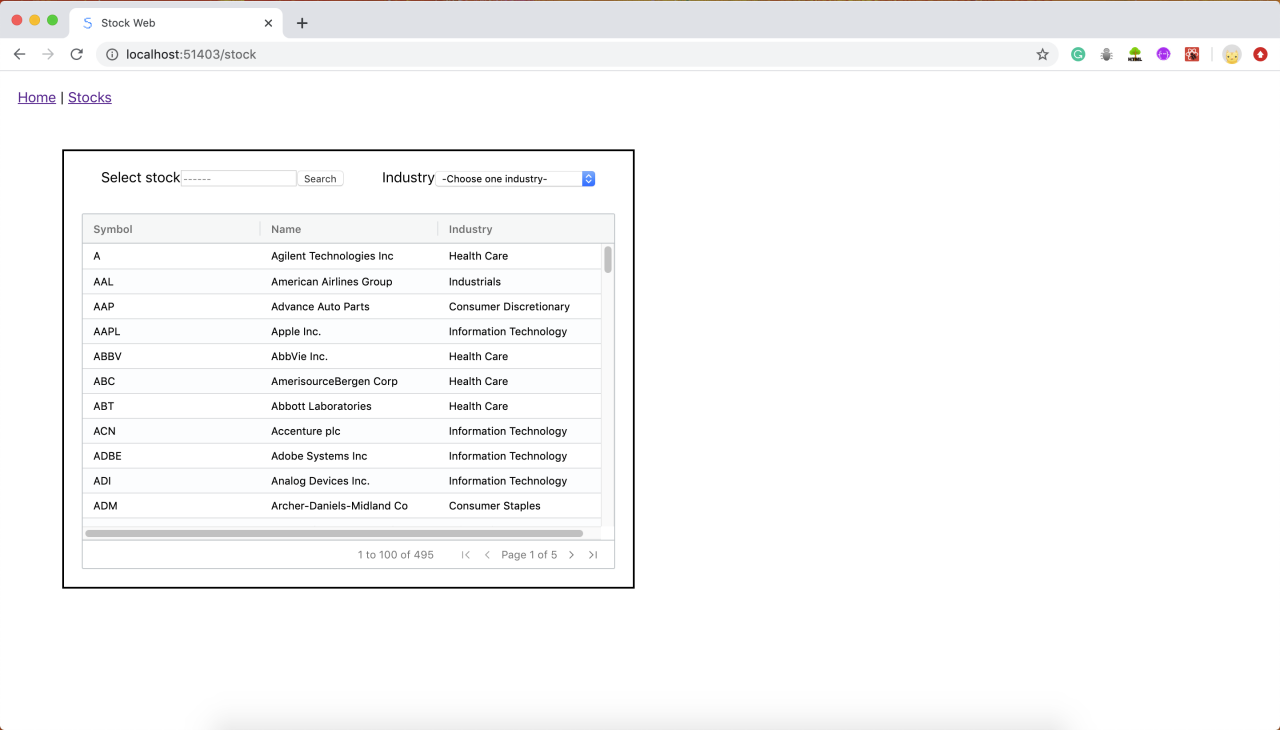 Stock Web
localhost:51403/stock
Home | Stocks
Select stock ------ Search Industry -Choose one industry-
Symbol Name Industry
A Agilent Technologies Inc Health Care
AAL American Airlines Group Industrials
AAP Advance Auto Parts Consumer Discretionary
AAPL Apple Inc. Information Technology
ABBV AbbVie Inc. Health Care
ABC AmerisourceBergen Corp Health Care
ABT Abbott Laboratories Health Care
ACN Accenture plc Information Technology
ADBE Adobe Systems Inc Information Technology
ADI Analog Devices Inc. Information Technology
ADM Archer-Daniels-Midland Co Consumer Staples
1 to 100 of 495 Page 1 of 5